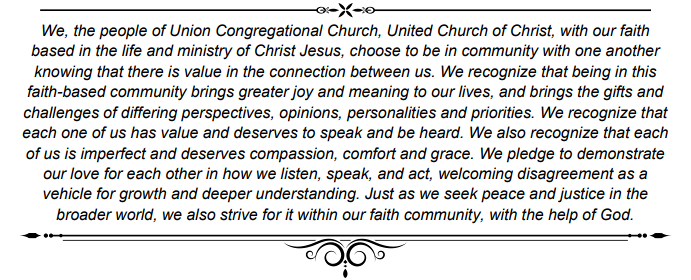 We, the people of Union Congregational Church, United Church of Christ, with our faith
based in the life and ministry of Christ Jesus, choose to be in community with one another
knowing that there is value in the connection between us. We recognize that being in this
faith-based community brings greater joy and meaning to our lives, and brings the gifts and
challenges of differing perspectives, opinions, personalities and priorities. We recognize that
each one of us has value and deserves to speak and be heard. We also recognize that each
of us is imperfect and deserves compassion, comfort and grace. We pledge to demonstrate
our love for each other in how we listen, speak, and act, welcoming disagreement as a
vehicle for growth and deeper understanding. Just as we seek peace and justice in the
broader world, we also strive for it within our faith community, with the help of God.